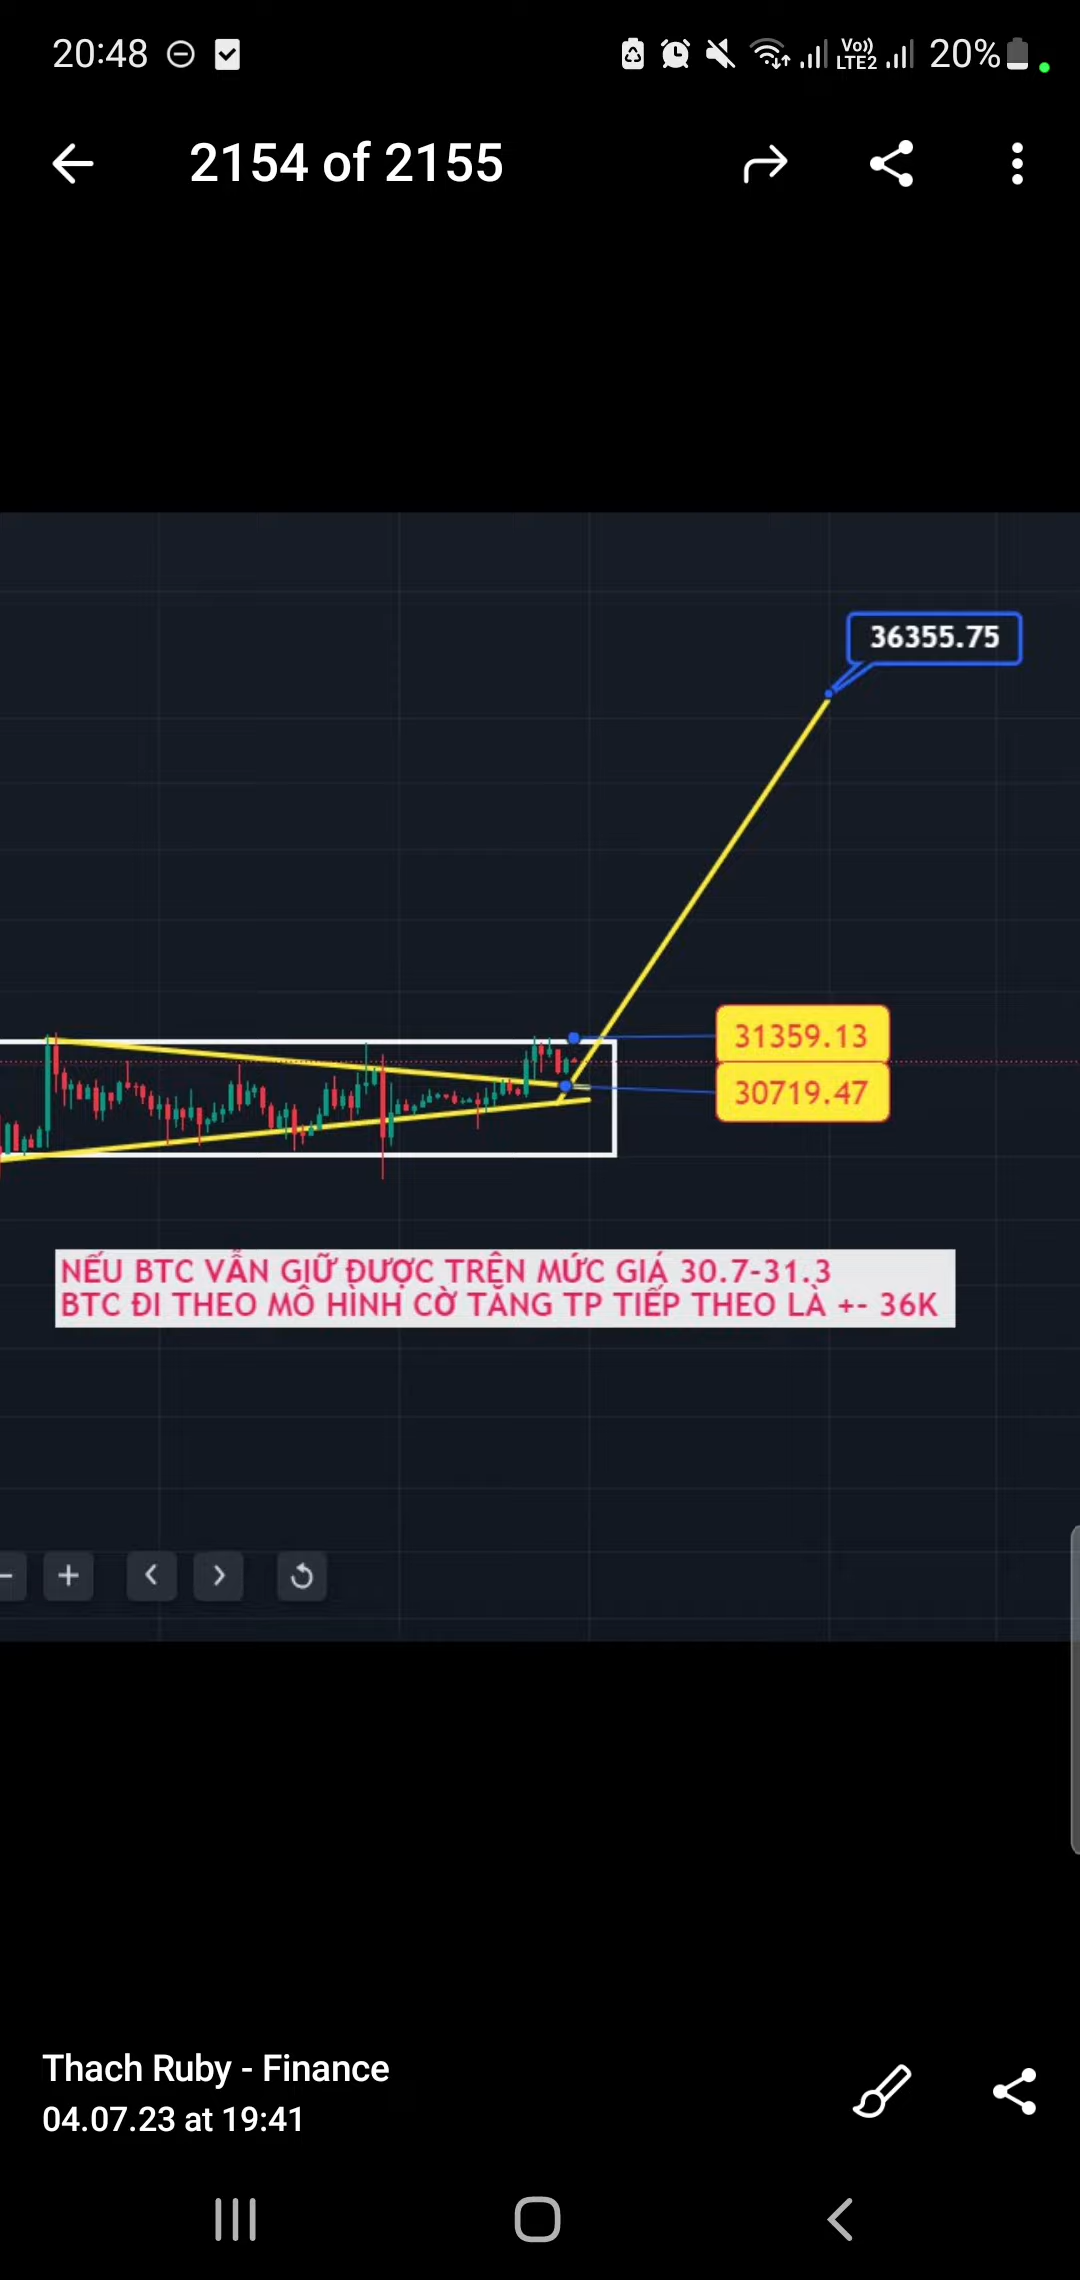 20:48
Vo)) LTE2 20%
2154 of 2155
36355.75
31359.13
30719.47
NẾU BTC VẪN GIỮ ĐƯỢC TRÊN MỨC GIÁ 30.7-31.3
BTC ĐI THEO MÔ HÌNH CỜ TĂNG TP TIẾP THEO LÀ +- 36K
Thach Ruby - Finance
04.07.23 at 19:41